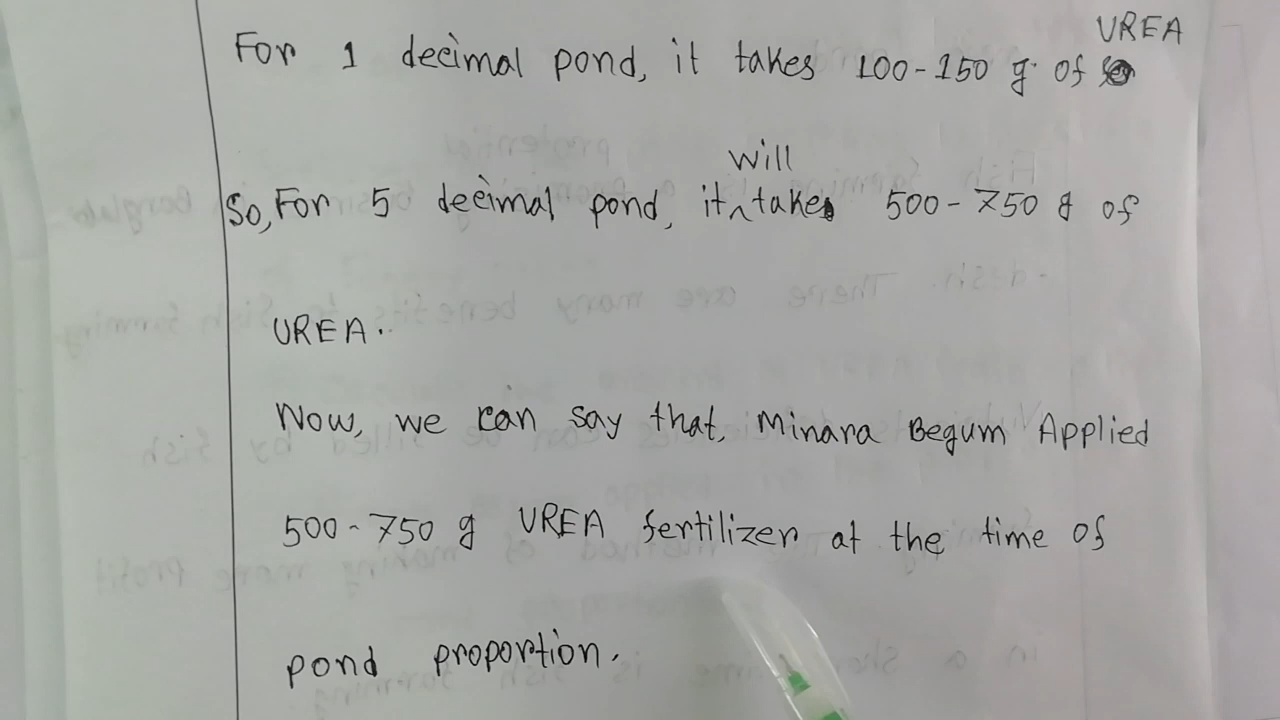 For 1 decimal pond, it takes 100-150 g of UREA
So, For 5 decimal pond, it will take 500-750 g of
UREA.
Now, we can say that, Minara Begum Applied
500-750 g UREA fertilizer at the time of
pond proportion.